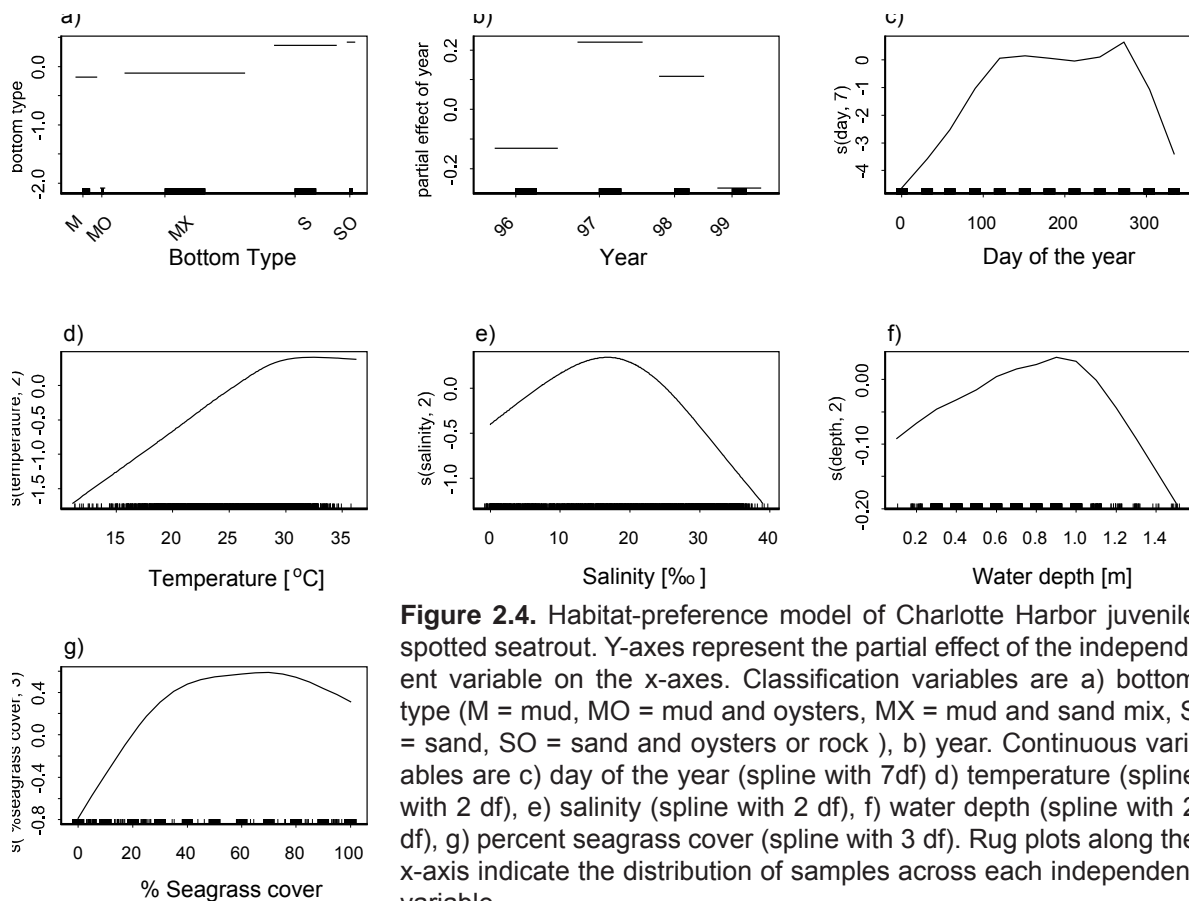 a)
bottom type
0.0
-1.0
-2.0
M
MO
MX
S
SO
Bottom Type
b)
partial effect of year
0.2
0.0
-0.2
96
97
98
99
Year
c)
s(day, 7)
0
-1
-2
-4
0
100
200
300
Day of the year
d)
s(temperature, 2)
0.0
-0.5
-1.0
-1.5
15
20
25
30
35
Temperature [°C]
e)
s(salinity, 2)
0.0
-0.5
-1.0
0
10
20
30
40
Salinity [‰ ]
f)
s(depth, 2)
0.00
-0.10
-0.20
0.2
0.4
0.6
0.8
1.0
1.2
1.4
Water depth [m]
g)
s( %seagrass cover, 3)
0.4
0.0
-0.4
-0.8
0
20
40
60
80
100
% Seagrass cover
Figure 2.4. Habitat-preference model of Charlotte Harbor juvenile
spotted seatrout. Y-axes represent the partial effect of the independ-
ent variable on the x-axes. Classification variables are a) bottom
type (M = mud, MO = mud and oysters, MX = mud and sand mix, S
= sand, SO = sand and oysters or rock ), b) year. Continuous vari-
ables are c) day of the year (spline with 7df) d) temperature (spline
with 2 df), e) salinity (spline with 2 df), f) water depth (spline with 2
df), g) percent seagrass cover (spline with 3 df). Rug plots along the
x-axis indicate the distribution of samples across each independent
variable